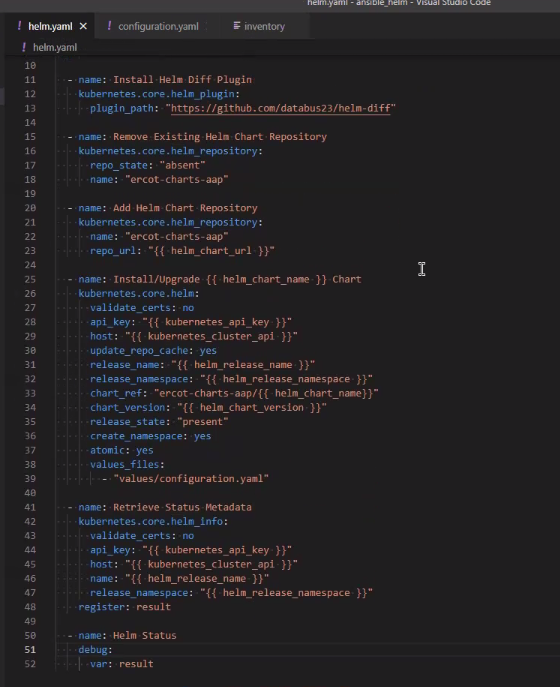 helm.yaml - ansible_helm - Visual Studio Code
! helm.yaml × ! configuration.yaml inventory
! helm.yaml
10
11 - name: Install Helm Diff Plugin
12 kubernetes.core.helm_plugin:
13 plugin_path: "https://github.com/databus23/helm-diff"
14
15 - name: Remove Existing Helm Chart Repository
16 kubernetes.core.helm_repository:
17 repo_state: "absent"
18 name: "ercot-charts-aap"
19
20 - name: Add Helm Chart Repository
21 kubernetes.core.helm_repository:
22 name: "ercot-charts-aap"
23 repo_url: "{{ helm_chart_url }}"
24
25 - name: Install/Upgrade {{ helm_chart_name }} Chart
26 kubernetes.core.helm:
27 validate_certs: no
28 api_key: "{{ kubernetes_api_key }}"
29 host: "{{ kubernetes_cluster_api }}"
30 update_repo_cache: yes
31 release_name: "{{ helm_release_name }}"
32 release_namespace: "{{ helm_release_namespace }}"
33 chart_ref: "ercot-charts-aap/{{ helm_chart_name}}"
34 chart_version: "{{ helm_chart_version }}"
35 release_state: "present"
36 create_namespace: yes
37 atomic: yes
38 values_files:
39 - "values/configuration.yaml"
40
41 - name: Retrieve Status Metadata
42 kubernetes.core.helm_info:
43 validate_certs: no
44 api_key: "{{ kubernetes_api_key }}"
45 host: "{{ kubernetes_cluster_api }}"
46 name: "{{ helm_release_name }}"
47 release_namespace: "{{ helm_release_namespace }}"
48 register: result
49
50 - name: Helm Status
51 debug:
52 var: result